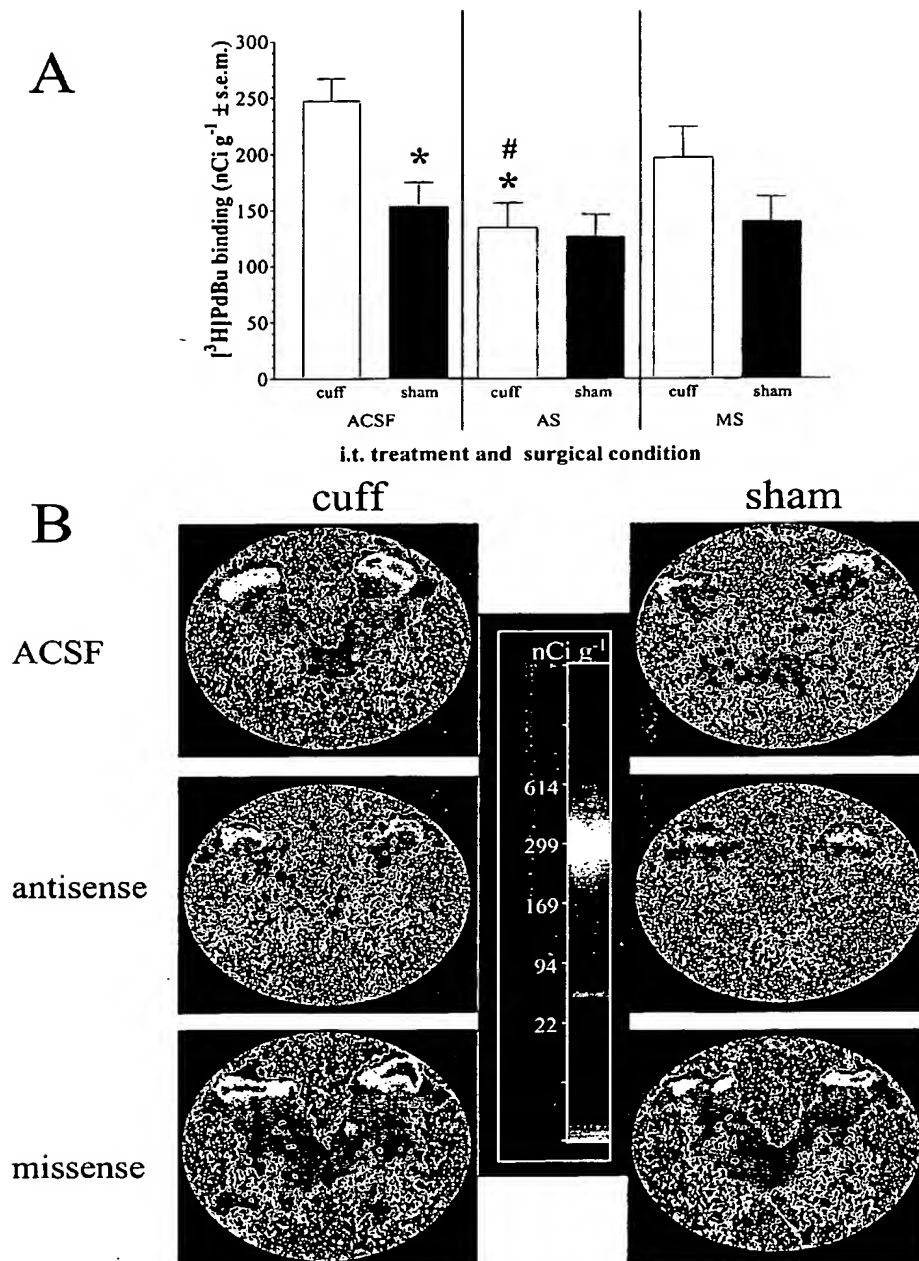 A
[³H]PdBu binding (nCi g⁻¹ ± s.e.m.)
300
250
200
150
100
50
0
*
#
*
cuff sham cuff sham cuff sham
ACSF AS MS
i.t. treatment and surgical condition
B
cuff sham
ACSF
antisense
missense
nCi g⁻¹
614
299
169
94
22